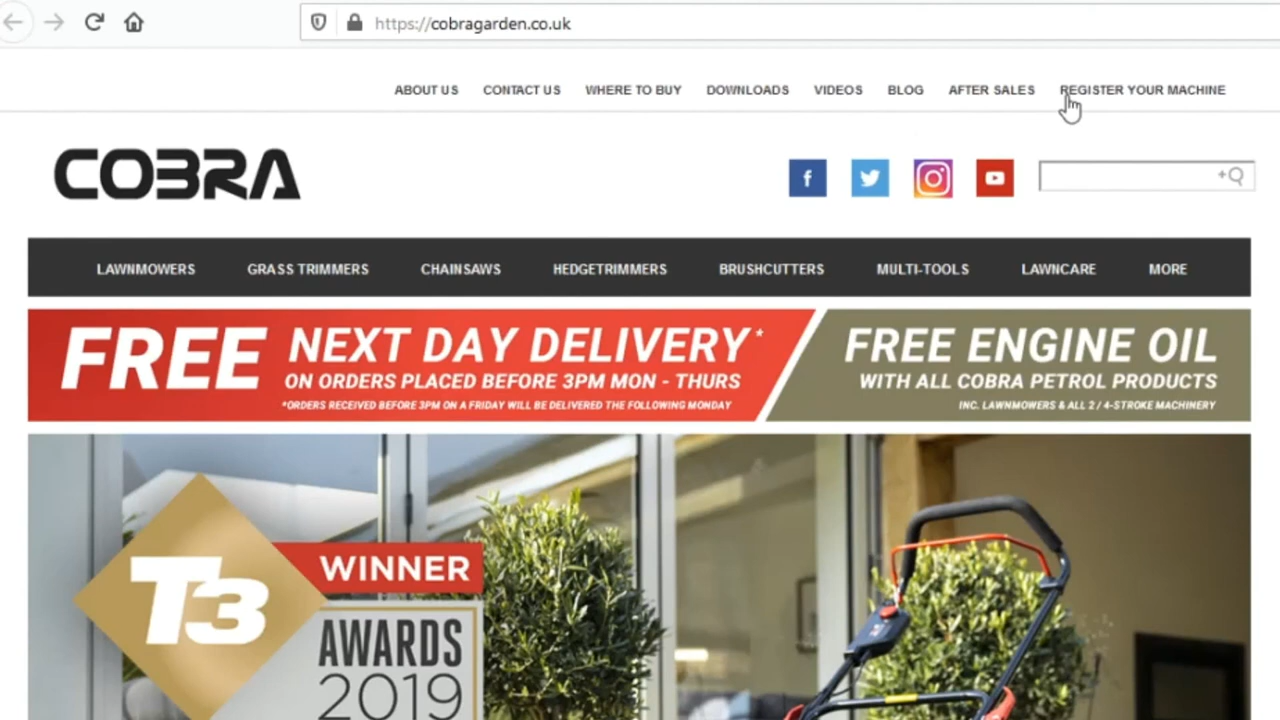 https://cobragarden.co.uk
ABOUT US CONTACT US WHERE TO BUY DOWNLOADS VIDEOS BLOG AFTER SALES REGISTER YOUR MACHINE
COBRA
LAWNMOWERS GRASS TRIMMERS CHAINSAWS HEDGETRIMMERS BRUSHCUTTERS MULTI-TOOLS LAWNCARE MORE
FREE NEXT DAY DELIVERY*
ON ORDERS PLACED BEFORE 3PM MON - THURS
*ORDERS RECEIVED BEFORE 3PM ON A FRIDAY WILL BE DELIVERED THE FOLLOWING MONDAY
FREE ENGINE OIL
WITH ALL COBRA PETROL PRODUCTS
INC. LAWNMOWERS & ALL 2 / 4-STROKE MACHINERY
T3
WINNER
AWARDS
2019